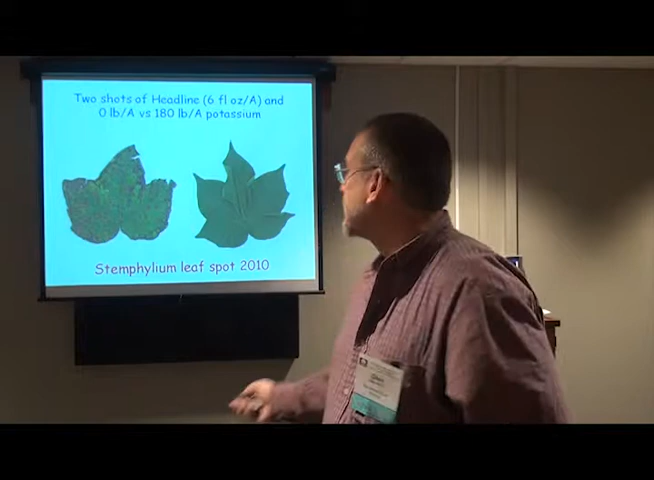 Two shots of Headline (6 fl oz/A) and
0 lb/A vs 180 lb/A potassium
Stemphylium leaf spot 2010